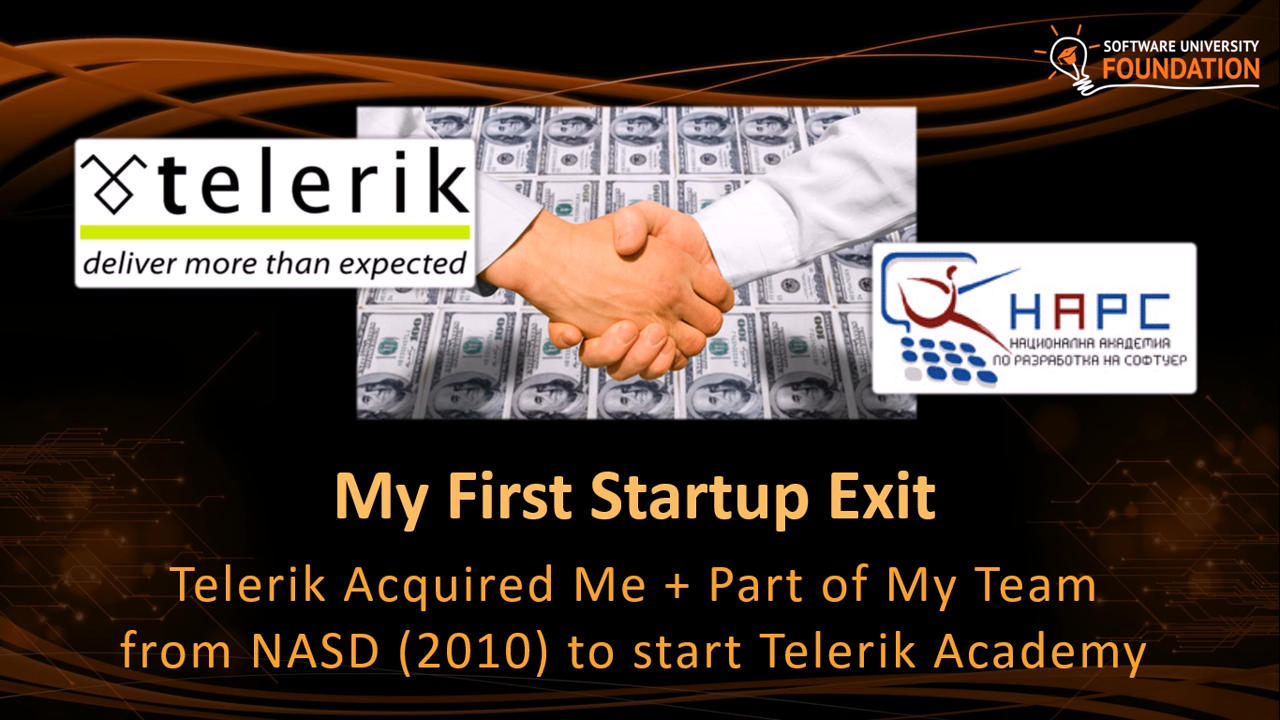 SOFTWARE UNIVERSITY
FOUNDATION
telerik
deliver more than expected
НАРС
НАЦИОНАЛНА АКАДЕМИЯ
ПО РАЗРАБОТКА НА СОФТУЕР
My First Startup Exit
Telerik Acquired Me + Part of My Team
from NASD (2010) to start Telerik Academy